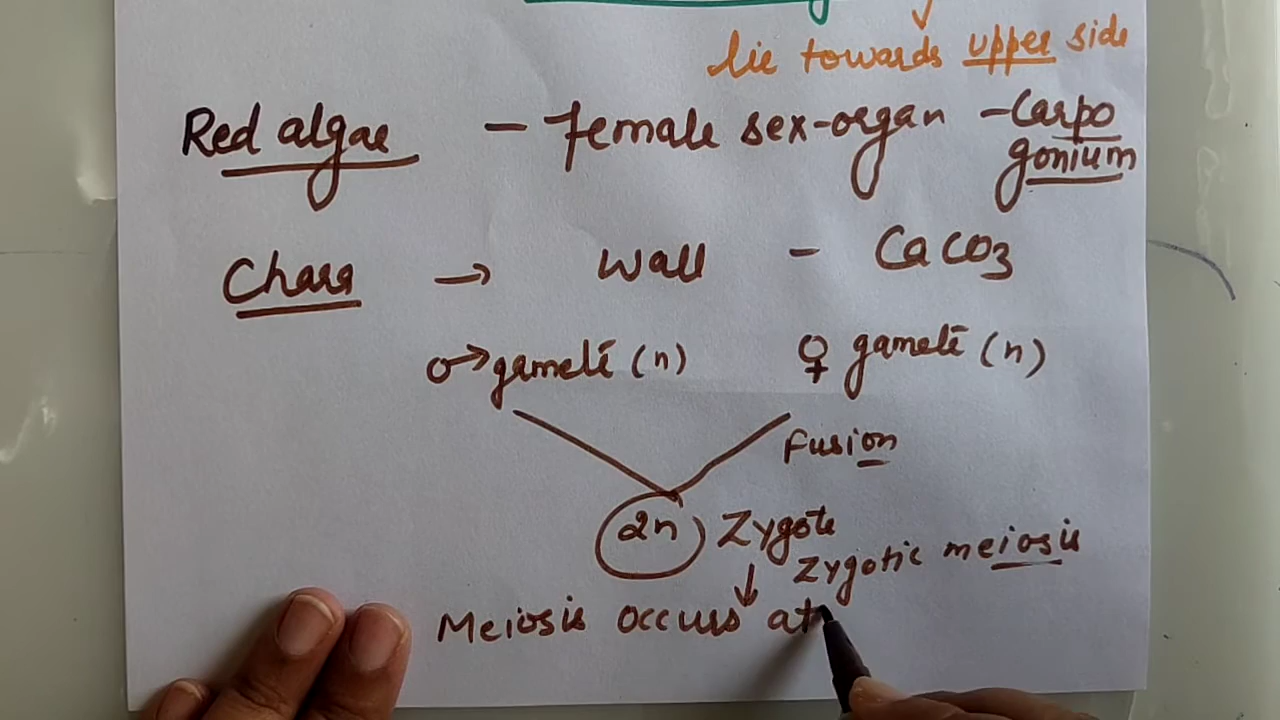 lie towards upper side
Red algae - female sex-organ - Carpo
gonium
Chara → Wall - CaCO3
♂ gamete (n) ♀ gamete (n)
Fusion
2n Zygote
Zygotic meiosis
Meiosis occurs at